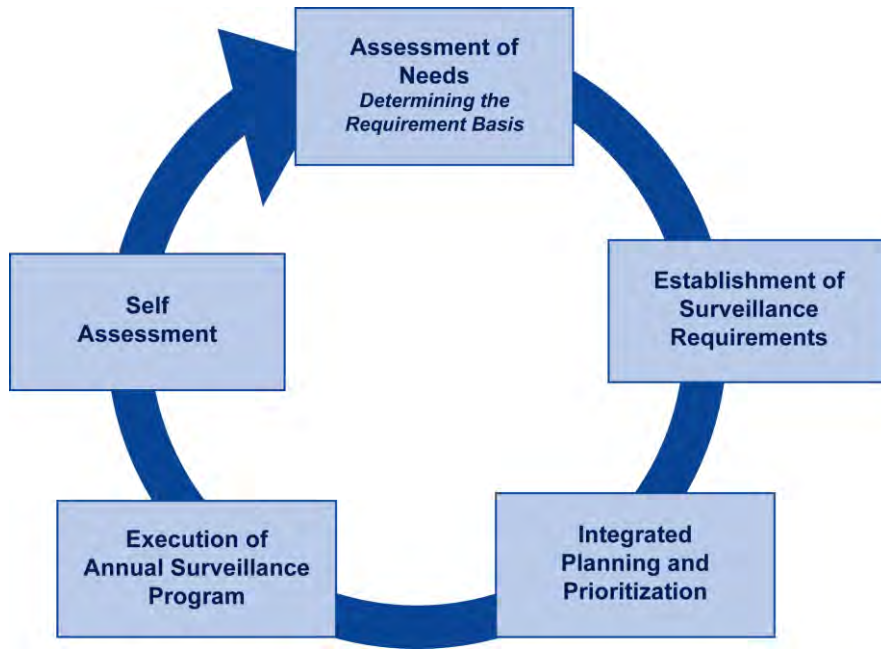 Assessment of
Needs
Determining the
Requirement Basis
Establishment of
Surveillance
Requirements
Integrated
Planning and
Prioritization
Execution of
Annual Surveillance
Program
Self
Assessment